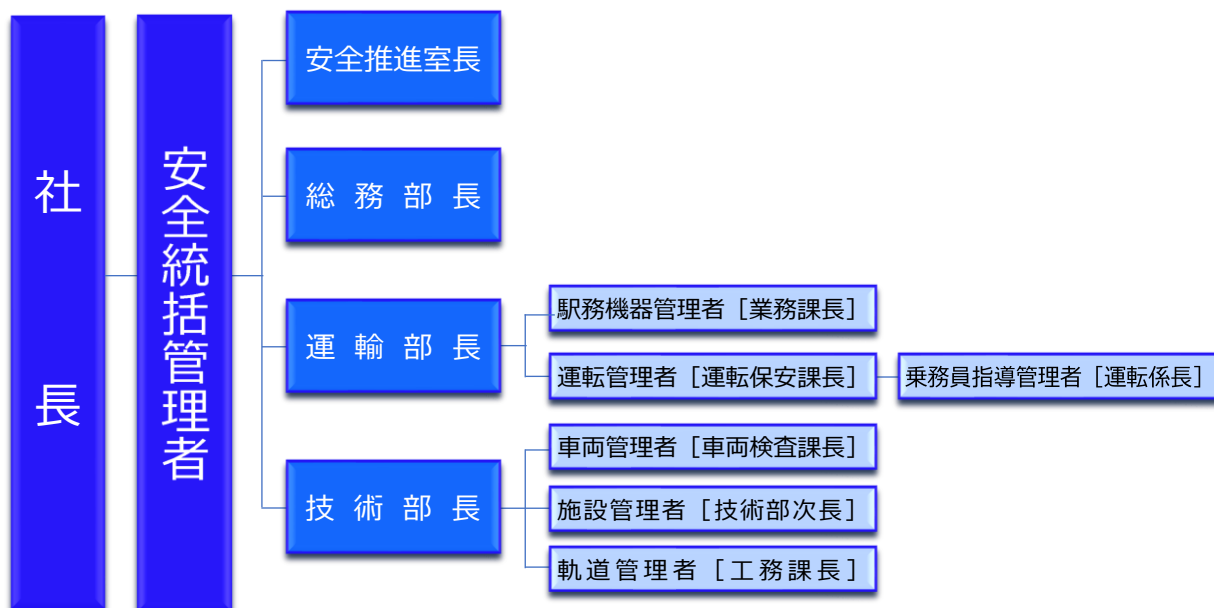 社長
安全統括管理者
安全推進室長
総務部長
運輸部長
駅務機器管理者［業務課長］
運転管理者［運転保安課長］
乗務員指導管理者［運転係長］
技術部長
車両管理者［車両検査課長］
施設管理者［技術部次長］
軌道管理者［工務課長］